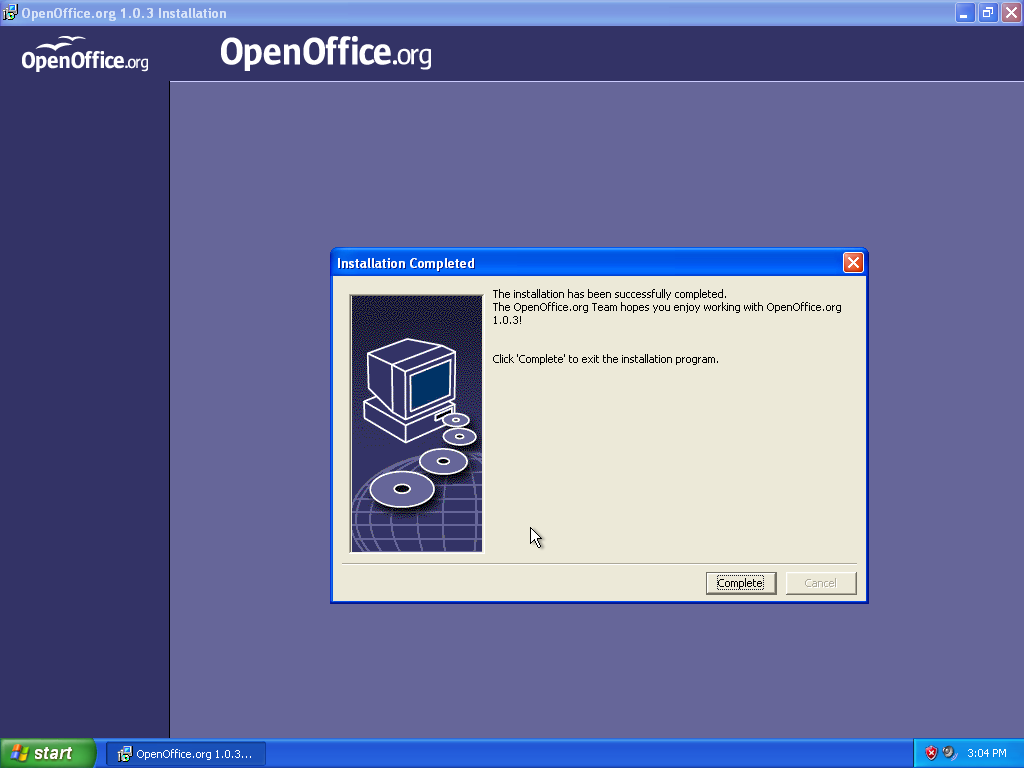 OpenOffice.org 1.0.3 Installation
OpenOffice.org
OpenOffice.org
Installation Completed
The installation has been successfully completed.
The OpenOffice.org Team hopes you enjoy working with OpenOffice.org
1.0.3!
Click 'Complete' to exit the installation program.
Complete
Cancel
start
OpenOffice.org 1.0.3...
3:04 PM